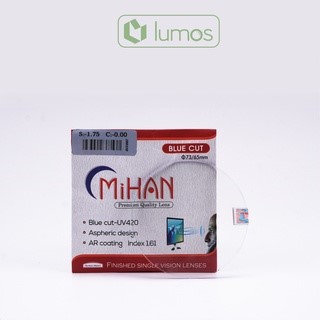 lumos
S:-1.75 C:-0.00
BLUE CUT
Φ73/65mm
MiHAN
Premium Quality Lens
Blue cut-UV420
Aspheric design
AR coating Index 1.61
FINISHED SINGLE VISION LENSES